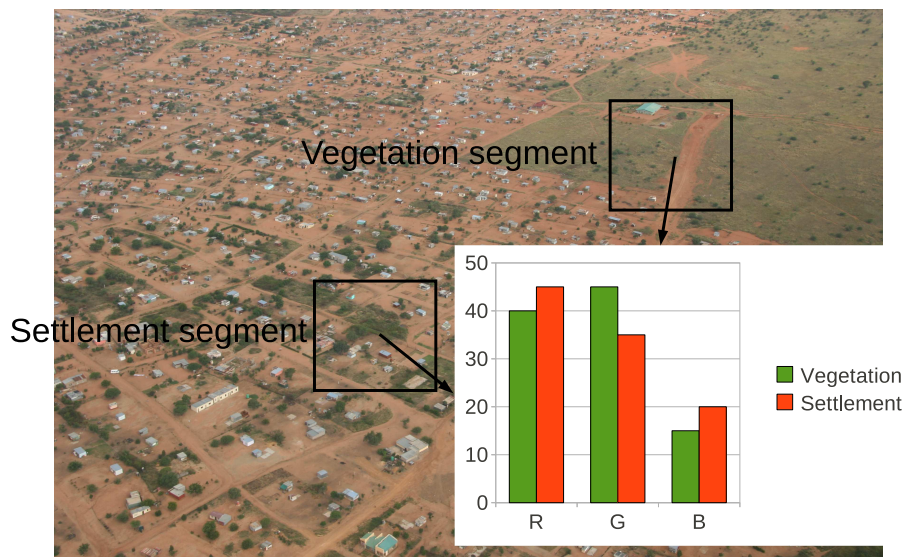 Vegetation segment
Settlement segment
50
40
30
20
10
0
R G B
Vegetation
Settlement